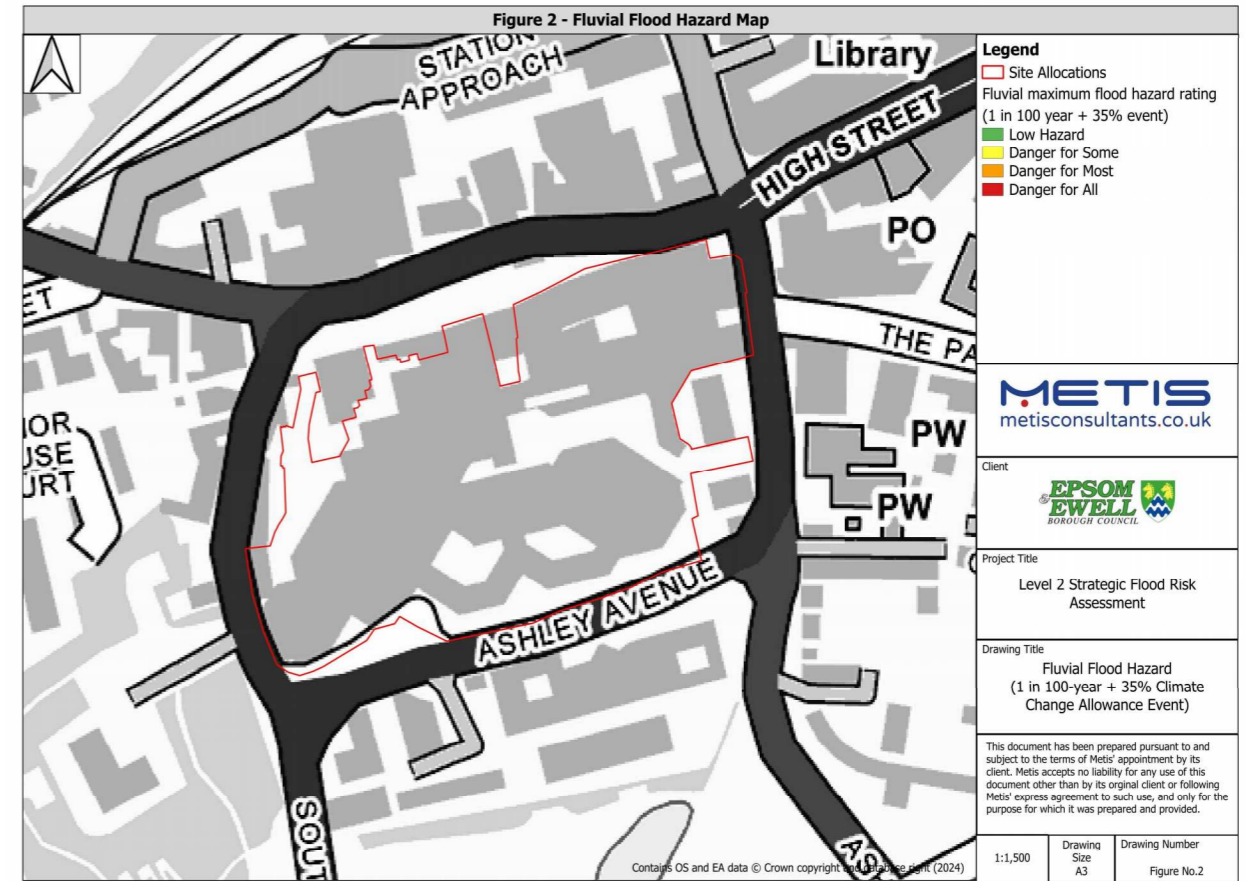 Figure 2 - Fluvial Flood Hazard Map
STATION
APPROACH
Library
HIGH STREET
PO
ET
THE PA
IOR
USE
URT
PW
PW
ASHLEY AVENUE
SOUT
AS
Contains OS and EA data © Crown copyright and database right (2024)
Legend
Site Allocations
Fluvial maximum flood hazard rating
(1 in 100 year + 35% event)
Low Hazard
Danger for Some
Danger for Most
Danger for All
METIS
metisconsultants.co.uk
Client
EPSOM
& EWELL
BOROUGH COUNCIL
Project Title
Level 2 Strategic Flood Risk
Assessment
Drawing Title
Fluvial Flood Hazard
(1 in 100-year + 35% Climate
Change Allowance Event)
This document has been prepared pursuant to and
subject to the terms of Metis' appointment by its
client. Metis accepts no liability for any use of this
document other than by its orginal client or following
Metis' express agreement to such use, and only for the
purpose for which it was prepared and provided.
1:1,500
Drawing
Size
A3
Drawing Number
Figure No.2